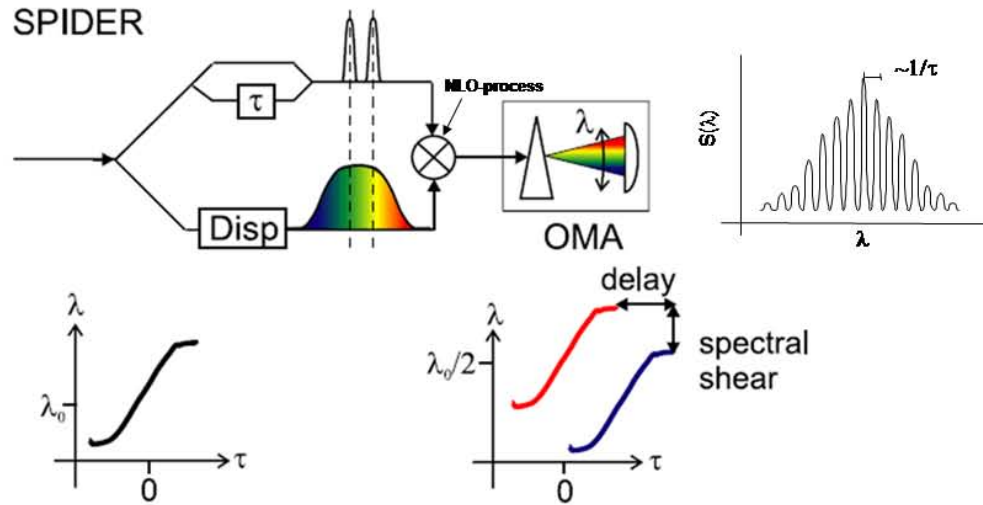 SPIDER
τ
NLO-process
Disp
λ
OMA
~1/τ
S(λ)
λ
λ
λ₀
0
τ
delay
λ
λ₀/2
spectral
shear
0
τ